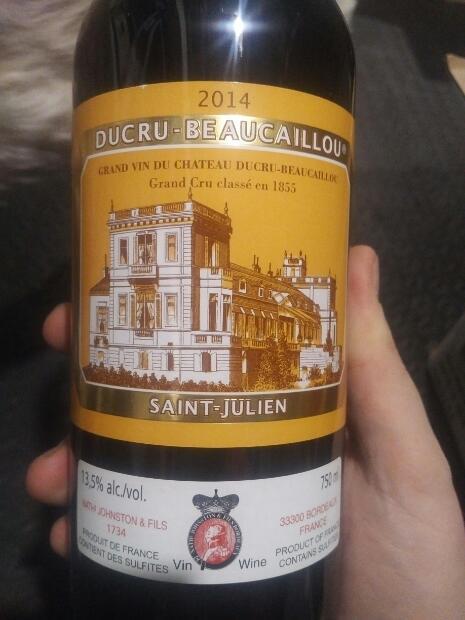 2014
DUCRU-BEAUCAILLOU®
GRAND VIN DU CHATEAU DUCRU-BEAUCAILLOU
Grand Cru classé en 1855
SAINT-JÜLIEN
13,5% alc./vol.
750 ml
NATH JOHNSTON & FILS
1734
33300 BORDEAUX
FRANCE
PRODUIT DE FRANCE
CONTIENT DES SULFITES
Vin
Wine
PRODUCT OF FRANCE
CONTAINS SULFITES